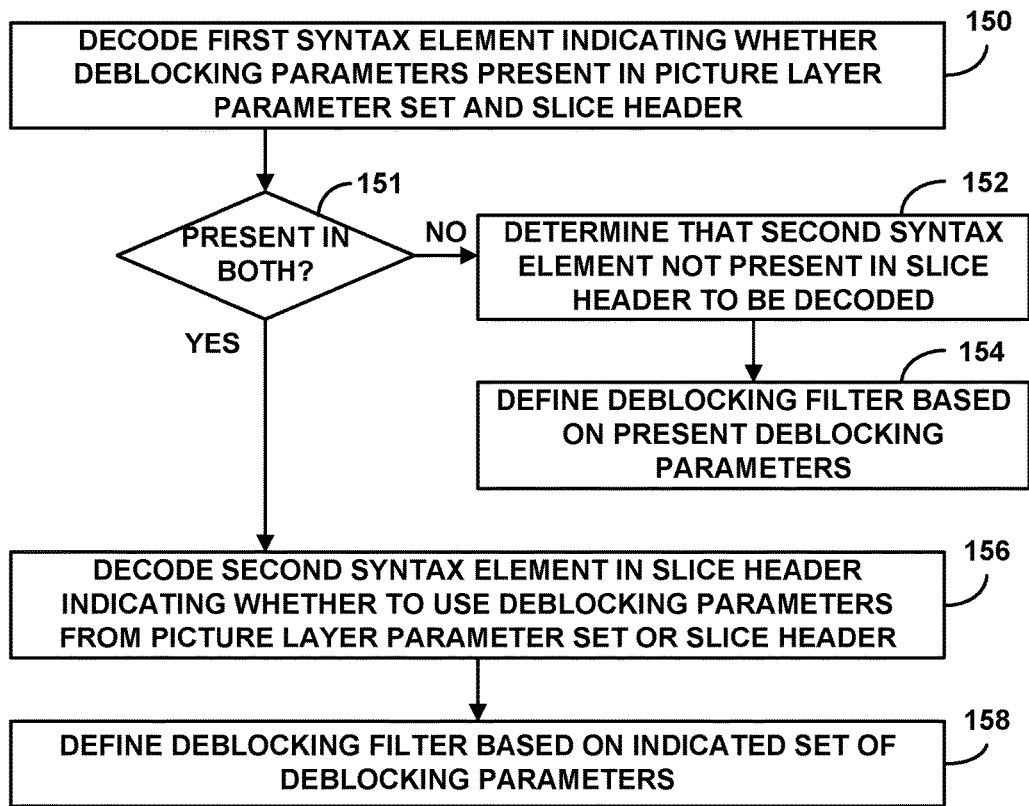 150
DECODE FIRST SYNTAX ELEMENT INDICATING WHETHER
DEBLOCKING PARAMETERS PRESENT IN PICTURE LAYER
PARAMETER SET AND SLICE HEADER
151
PRESENT IN
BOTH?
NO
YES
152
DETERMINE THAT SECOND SYNTAX
ELEMENT NOT PRESENT IN SLICE
HEADER TO BE DECODED
154
DEFINE DEBLOCKING FILTER BASED
ON PRESENT DEBLOCKING
PARAMETERS
156
DECODE SECOND SYNTAX ELEMENT IN SLICE HEADER
INDICATING WHETHER TO USE DEBLOCKING PARAMETERS
FROM PICTURE LAYER PARAMETER SET OR SLICE HEADER
158
DEFINE DEBLOCKING FILTER BASED ON INDICATED SET OF
DEBLOCKING PARAMETERS